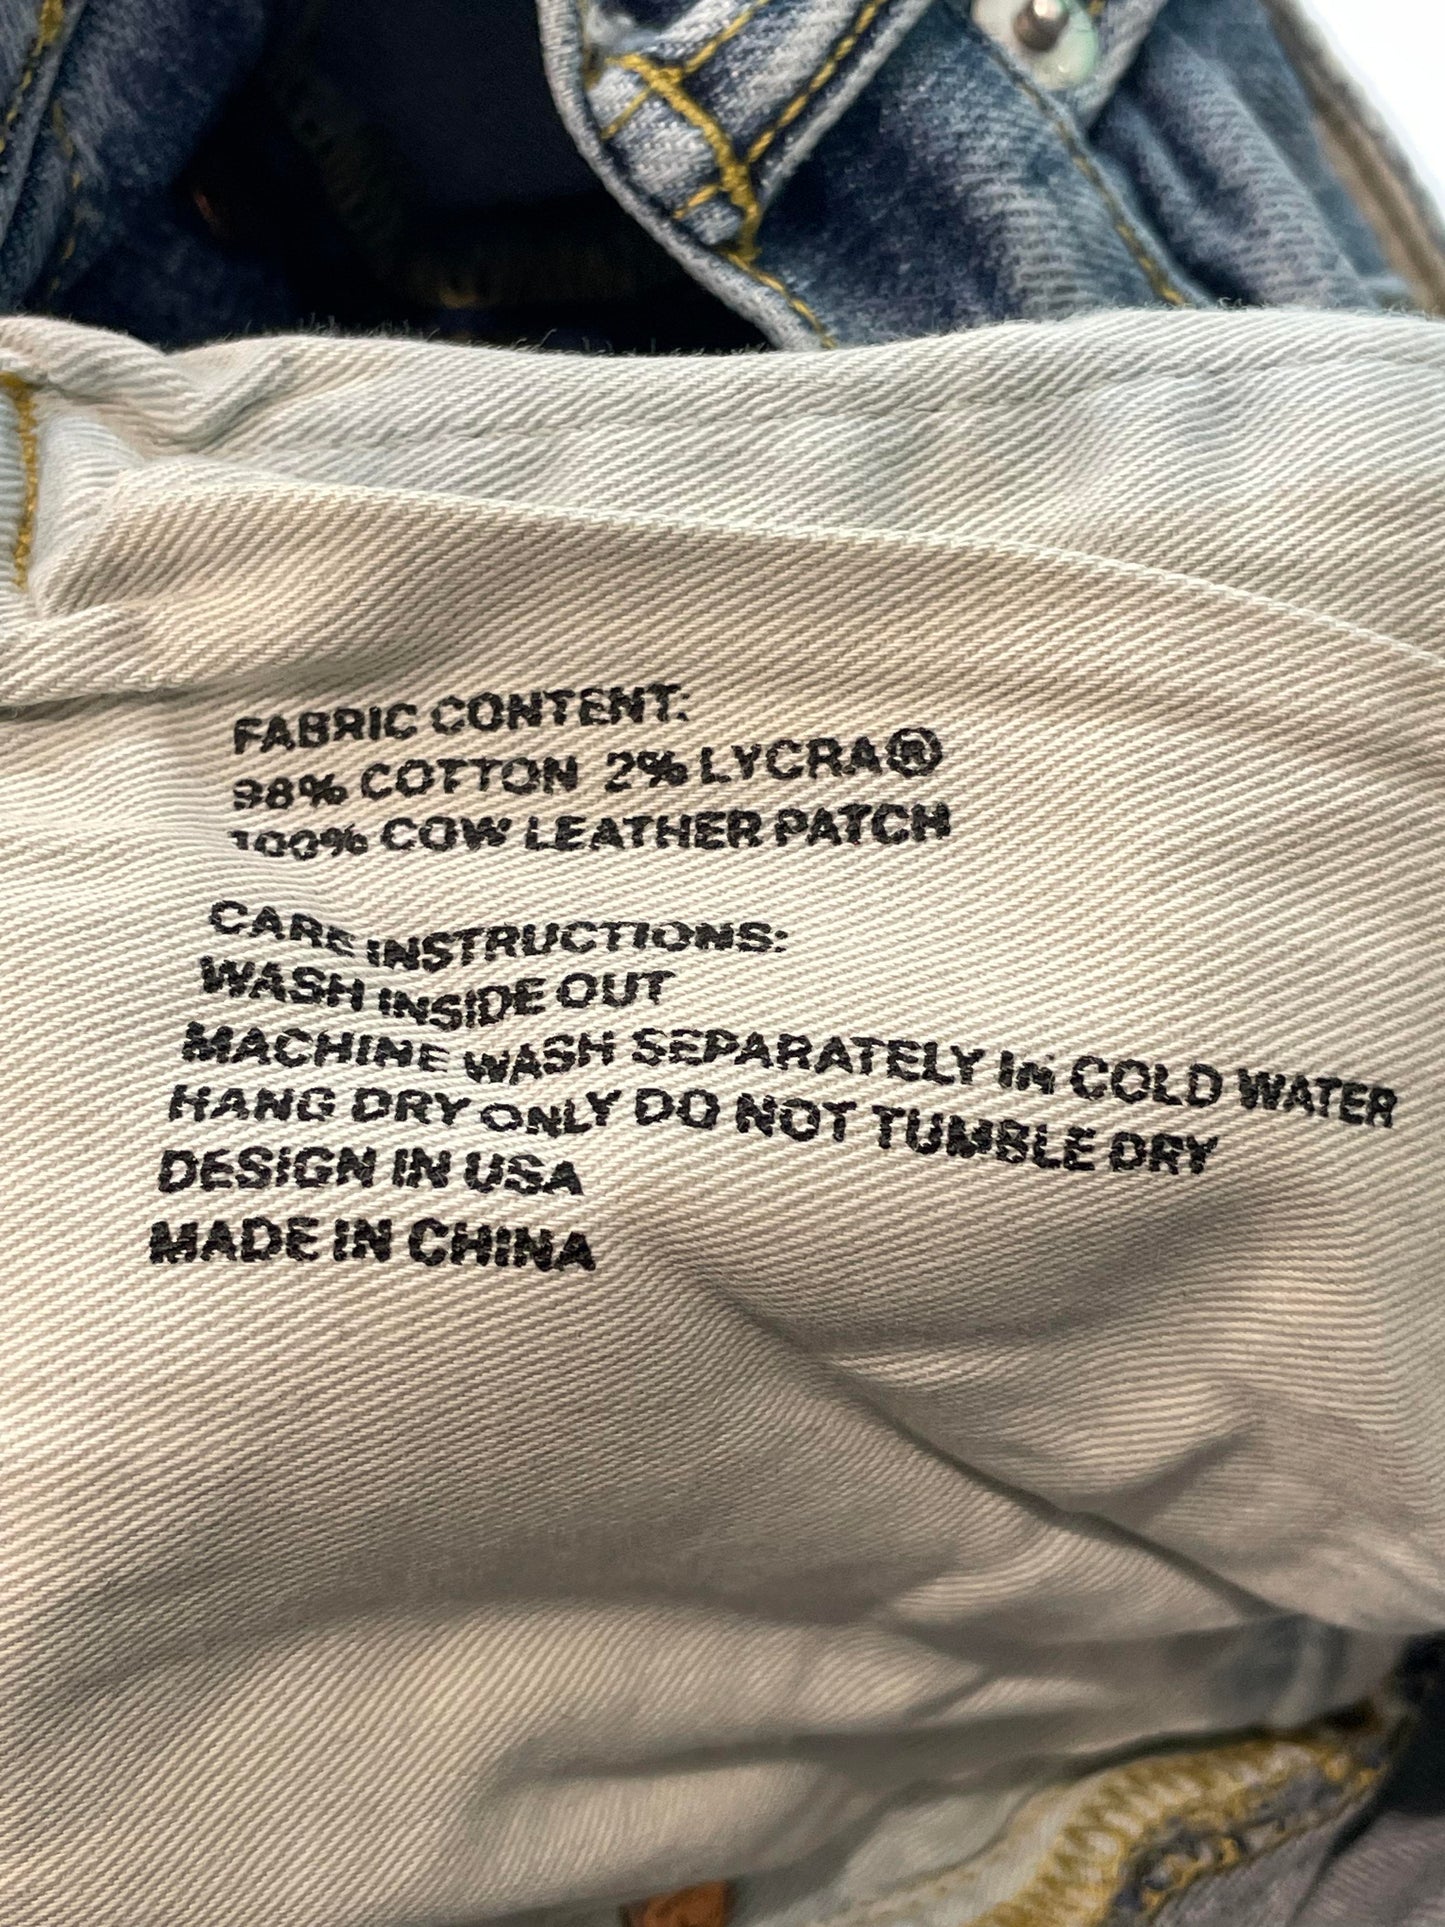 FABRIC CONTENT:
98% COTTON 2% LYCRA®
100% COW LEATHER PATCH
CARE INSTRUCTIONS:
WASH INSIDE OUT
MACHINE WASH SEPARATELY IN COLD WATER
HANG DRY ONLY DO NOT TUMBLE DRY
DESIGN IN USA
MADE IN CHINA